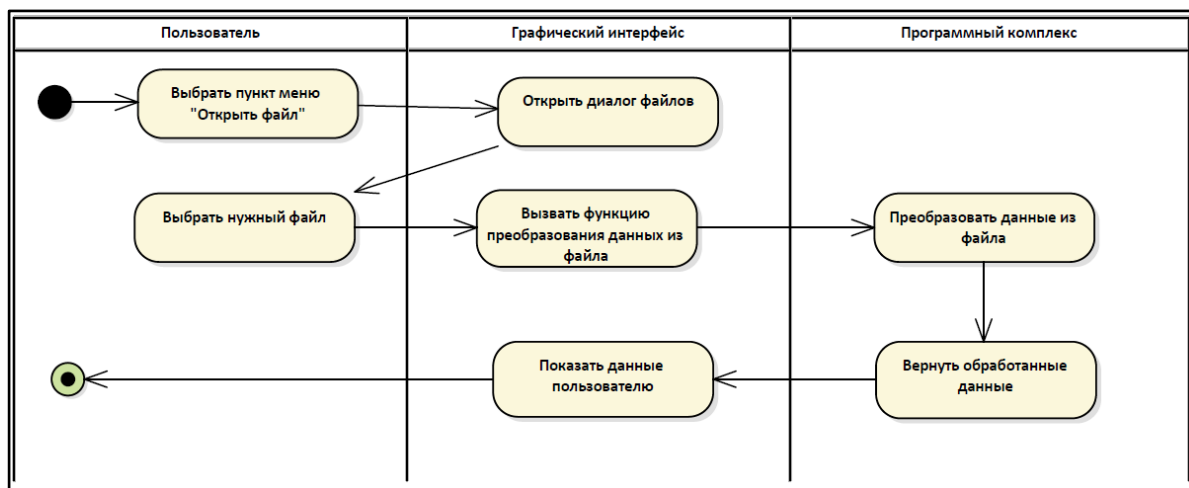 Пользователь
Графический интерфейс
Программный комплекс
Выбрать пункт меню
"Открыть файл"
Открыть диалог файлов
Выбрать нужный файл
Вызвать функцию
преобразования данных из
файла
Преобразовать данные из
файла
Показать данные
пользователю
Вернуть обработанные
данные